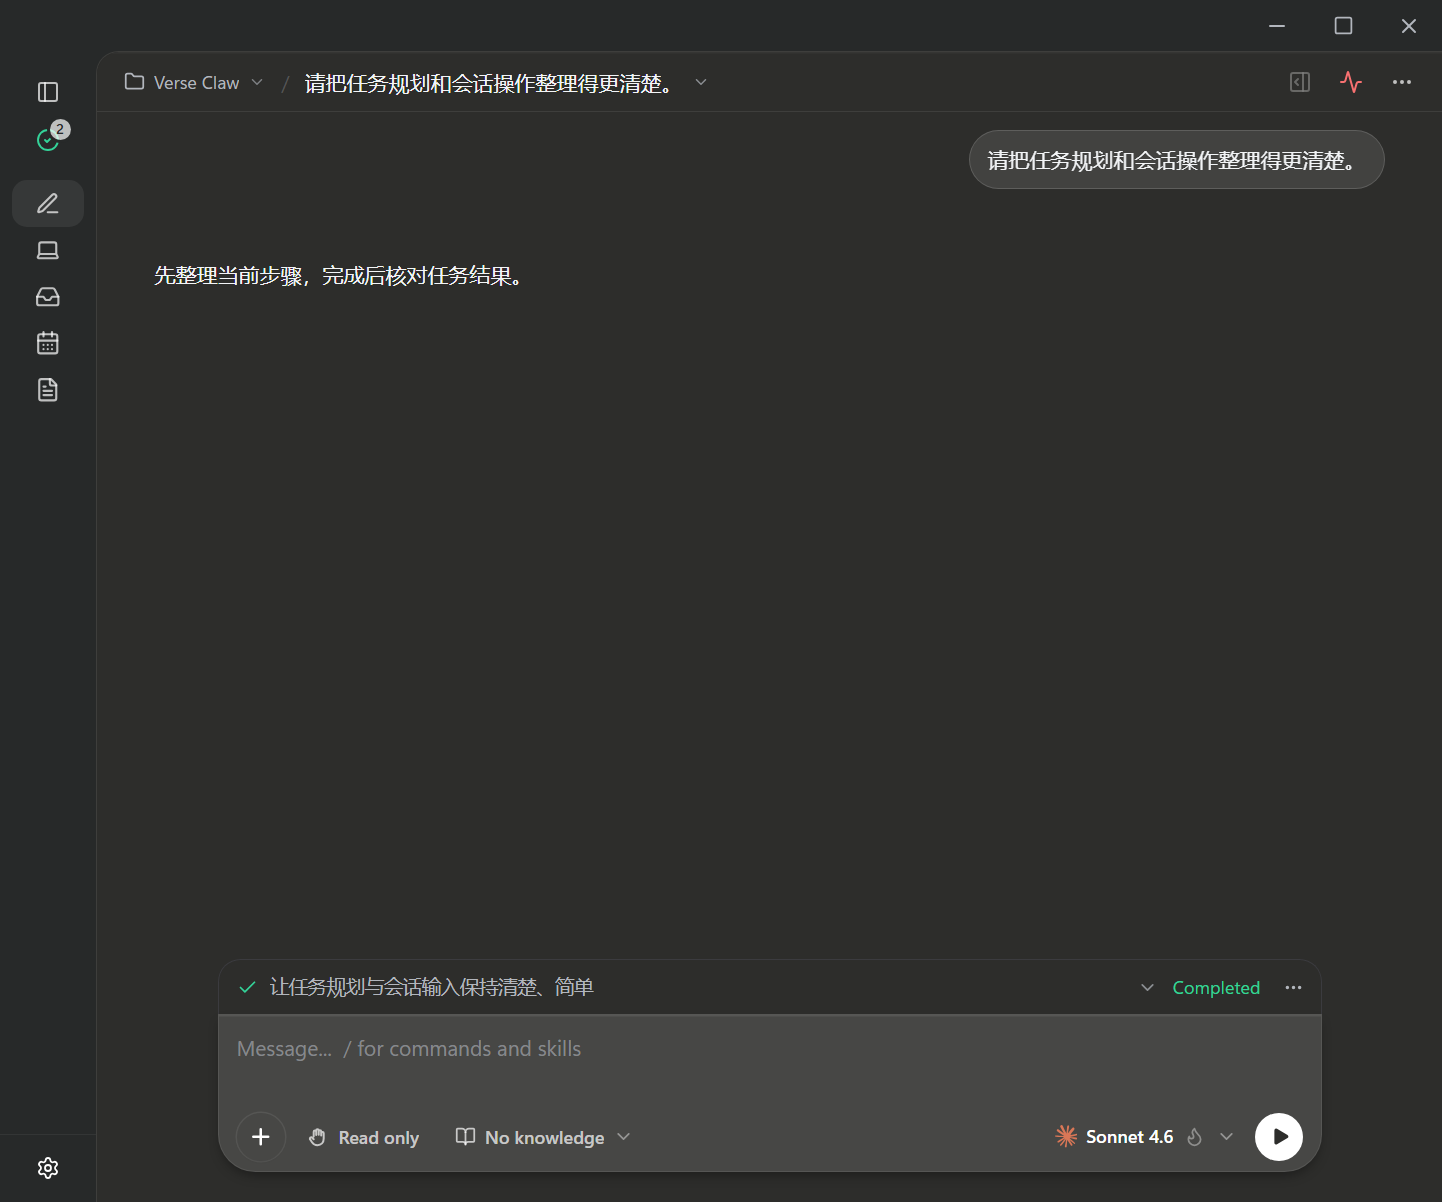 Verse Claw
/
请把任务规划和会话操作整理得更清楚。
2
请把任务规划和会话操作整理得更清楚。
先整理当前步骤，完成后核对任务结果。
让任务规划与会话输入保持清楚、简单
Completed
Message... / for commands and skills
Read only
No knowledge
Sonnet 4.6